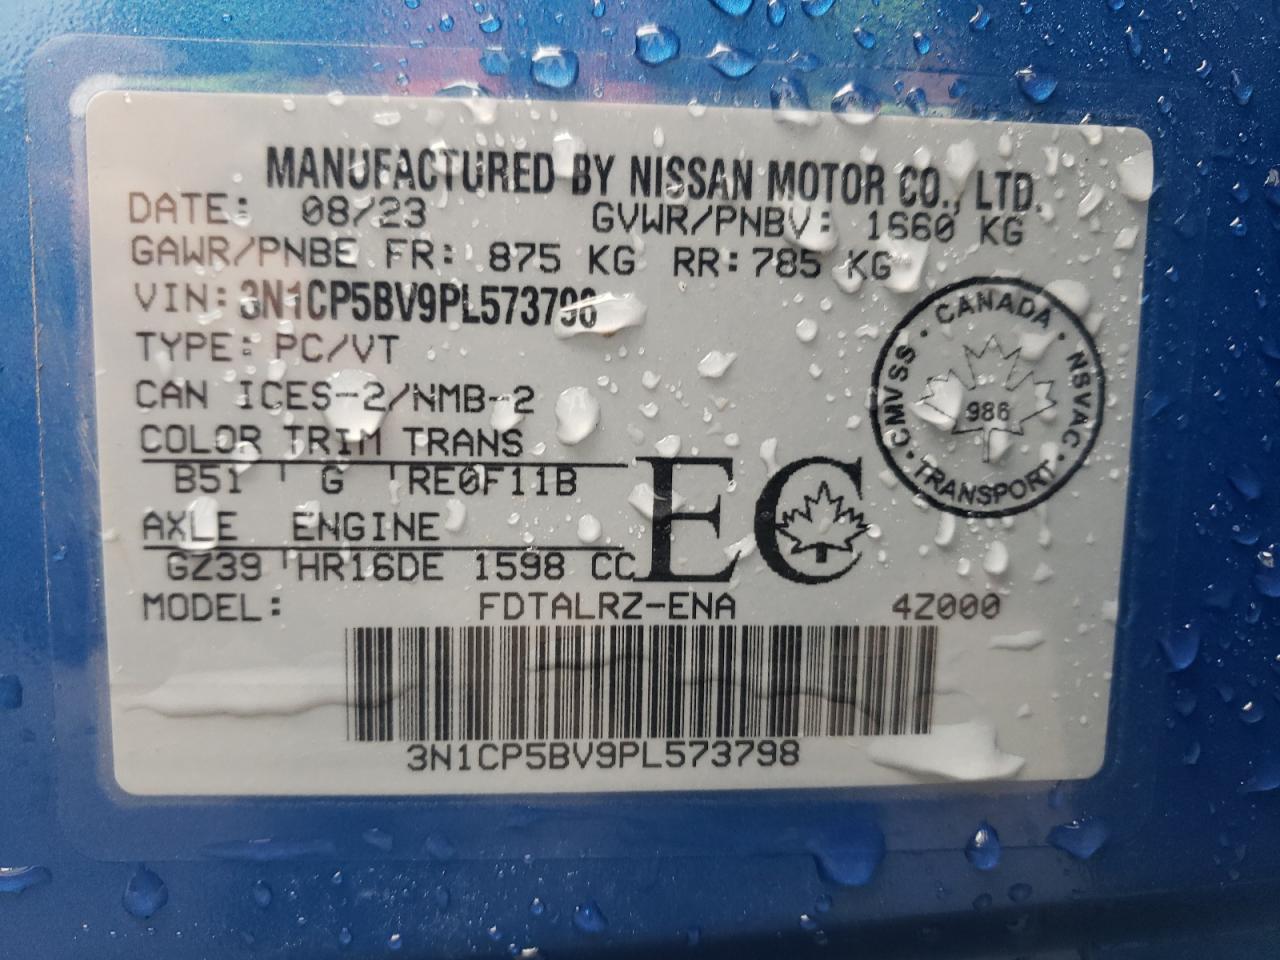 MANUFACTURED BY NISSAN MOTOR CO., LTD.
DATE: 08/23 GVWR/PNBV: 1660 KG
GAWR/PNBE FR: 875 KG RR: 785 KG
VIN: 3N1CP5BV9PL573798
TYPE: PC/VT
CAN ICES-2/NMB-2
COLOR TRIM TRANS
B51 G RE0F11B
AXLE ENGINE
GZ39 HR16DE 1598 CC
EC
CANADA · NSVAC · TRANSPORT · CMVSS ·
986
MODEL: FDTALRZ-ENA 4Z000
3N1CP5BV9PL573798